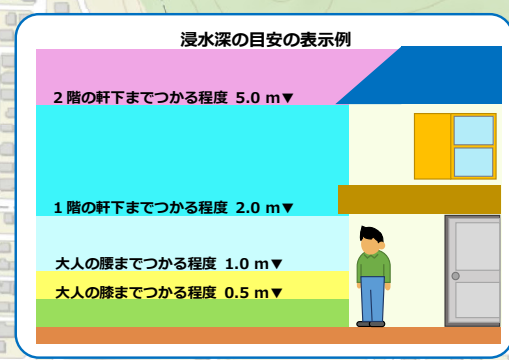 浸水深の目安の表示例
2階の軒下までつかる程度 5.0 m▼
1階の軒下までつかる程度 2.0 m▼
大人の腰までつかる程度 1.0 m▼
大人の膝までつかる程度 0.5 m▼